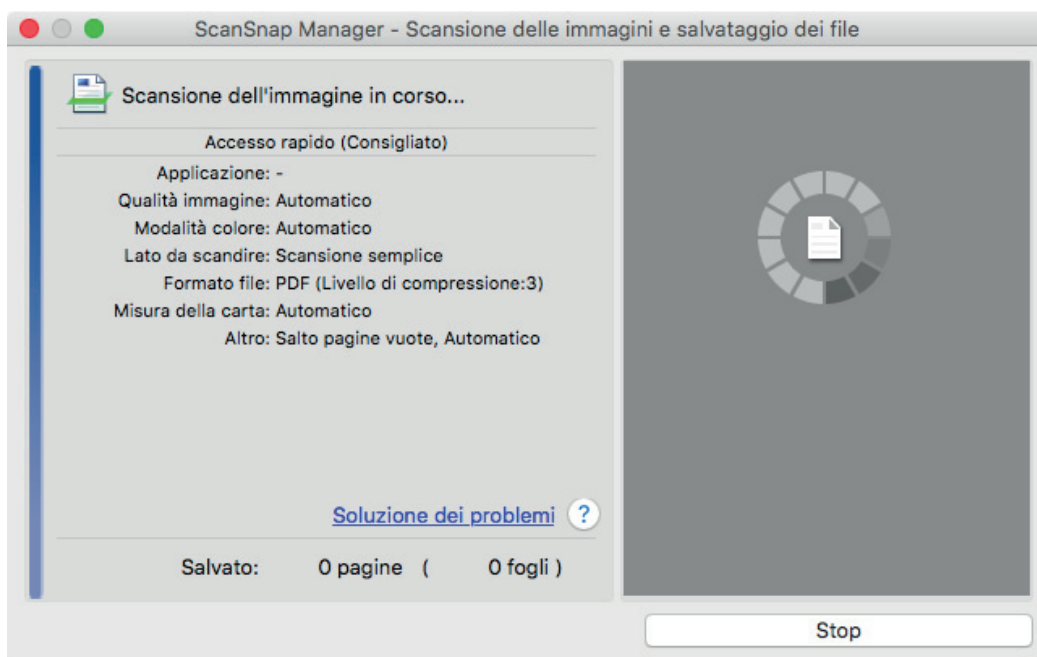 ScanSnap Manager - Scansione delle immagini e salvataggio dei file
Scansione dell'immagine in corso...
Accesso rapido (Consigliato)
Applicazione: -
Qualità immagine: Automatico
Modalità colore: Automatico
Lato da scandire: Scansione semplice
Formato file: PDF (Livello di compressione:3)
Misura della carta: Automatico
Altro: Salto pagine vuote, Automatico
Soluzione dei problemi ?
Salvato: 0 pagine ( 0 fogli )
Stop